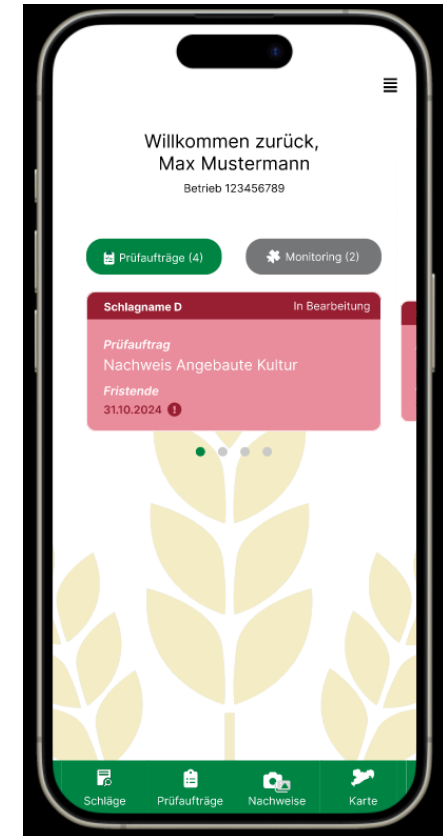 Willkommen zurück,
Max Mustermann
Betrieb 123456789
Prüfaufträge (4)
Monitoring (2)
Schlagname D
In Bearbeitung
Prüfauftrag
Nachweis Angebaute Kultur
Fristende
31.10.2024
Schläge
Prüfaufträge
Nachweise
Karte